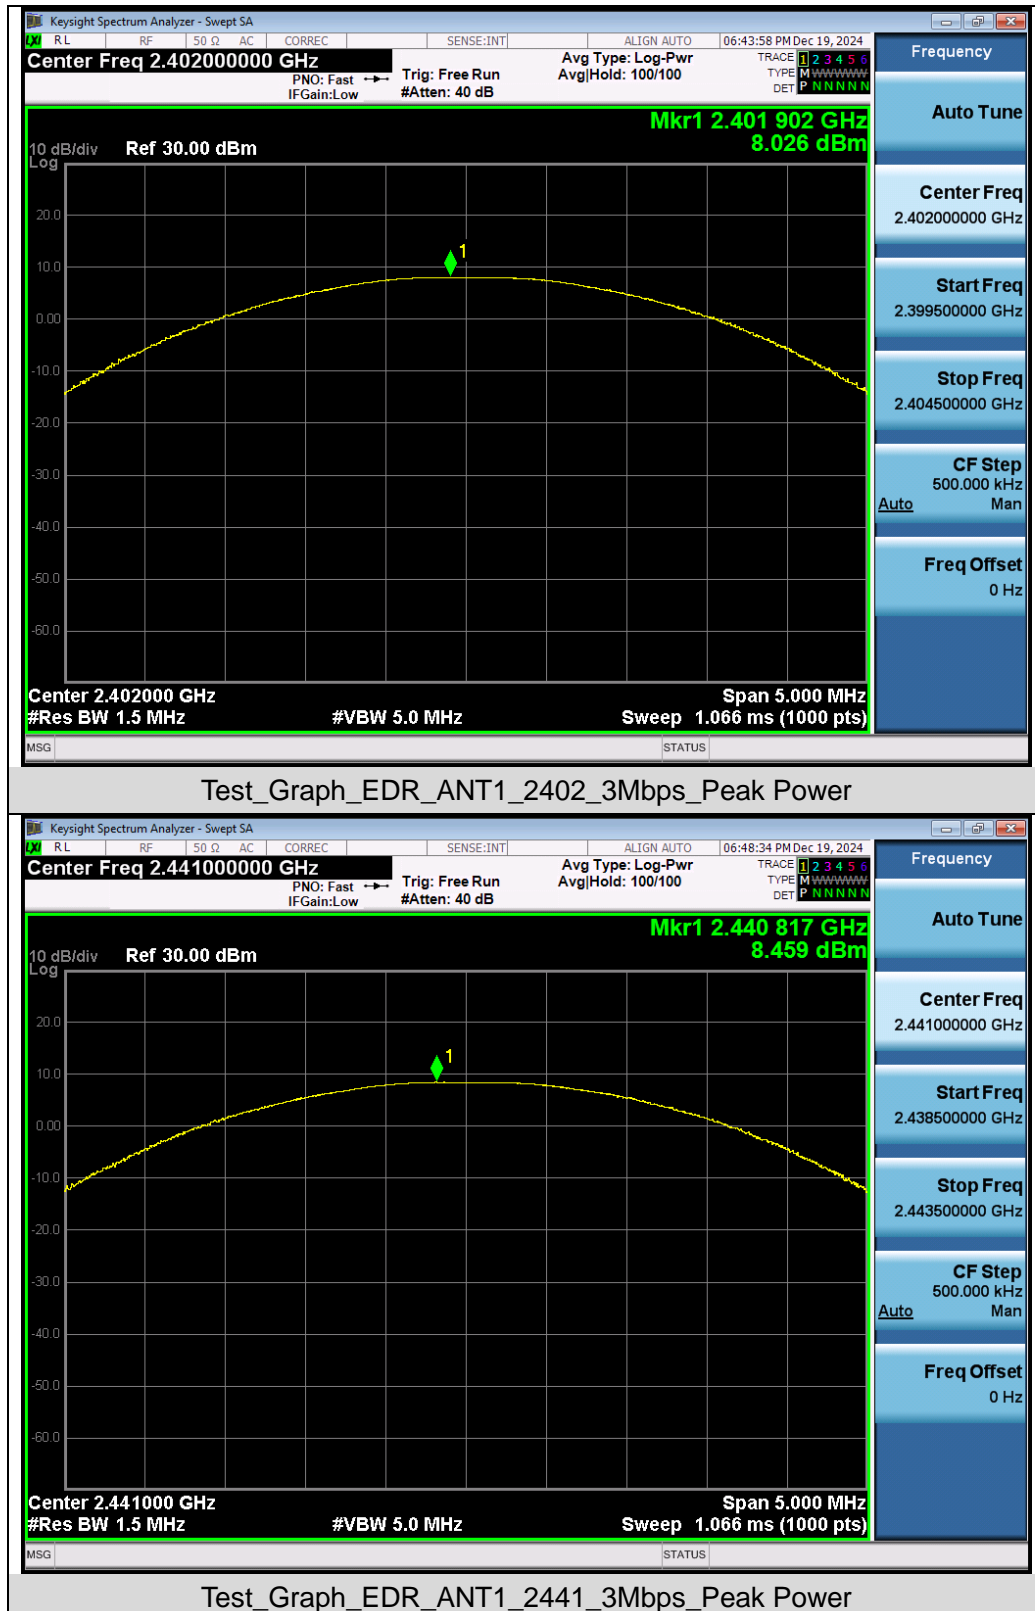 Keysight Spectrum Analyzer - Swept SA
LXI RL RF 50 Ω AC CORREC SENSE:INT ALIGN AUTO 06:43:58 PM Dec 19, 2024
Center Freq 2.402000000 GHz
PNO: Fast
IFGain:Low
Trig: Free Run
#Atten: 40 dB
Avg Type: Log-Pwr
Avg|Hold: 100/100
TRACE 1 2 3 4 5 6
TYPE M WWWWW
DET P N N N N N
Mkr1 2.401 902 GHz
8.026 dBm
10 dB/div Ref 30.00 dBm
Log
20.0
1
10.0
0.00
-10.0
-20.0
-30.0
-40.0
-50.0
-60.0
Center 2.402000 GHz Span 5.000 MHz
#Res BW 1.5 MHz #VBW 5.0 MHz Sweep 1.066 ms (1000 pts)
MSG STATUS
Frequency
Auto Tune
Center Freq
2.402000000 GHz
Start Freq
2.399500000 GHz
Stop Freq
2.404500000 GHz
CF Step
500.000 kHz
Auto Man
Freq Offset
0 Hz
Test_Graph_EDR_ANT1_2402_3Mbps_Peak Power
Keysight Spectrum Analyzer - Swept SA
LXI RL RF 50 Ω AC CORREC SENSE:INT ALIGN AUTO 06:48:34 PM Dec 19, 2024
Center Freq 2.441000000 GHz
PNO: Fast
IFGain:Low
Trig: Free Run
#Atten: 40 dB
Avg Type: Log-Pwr
Avg|Hold: 100/100
TRACE 1 2 3 4 5 6
TYPE M WWWWW
DET P N N N N N
Mkr1 2.440 817 GHz
8.459 dBm
10 dB/div Ref 30.00 dBm
Log
20.0
1
10.0
0.00
-10.0
-20.0
-30.0
-40.0
-50.0
-60.0
Center 2.441000 GHz Span 5.000 MHz
#Res BW 1.5 MHz #VBW 5.0 MHz Sweep 1.066 ms (1000 pts)
MSG STATUS
Frequency
Auto Tune
Center Freq
2.441000000 GHz
Start Freq
2.438500000 GHz
Stop Freq
2.443500000 GHz
CF Step
500.000 kHz
Auto Man
Freq Offset
0 Hz
Test_Graph_EDR_ANT1_2441_3Mbps_Peak Power